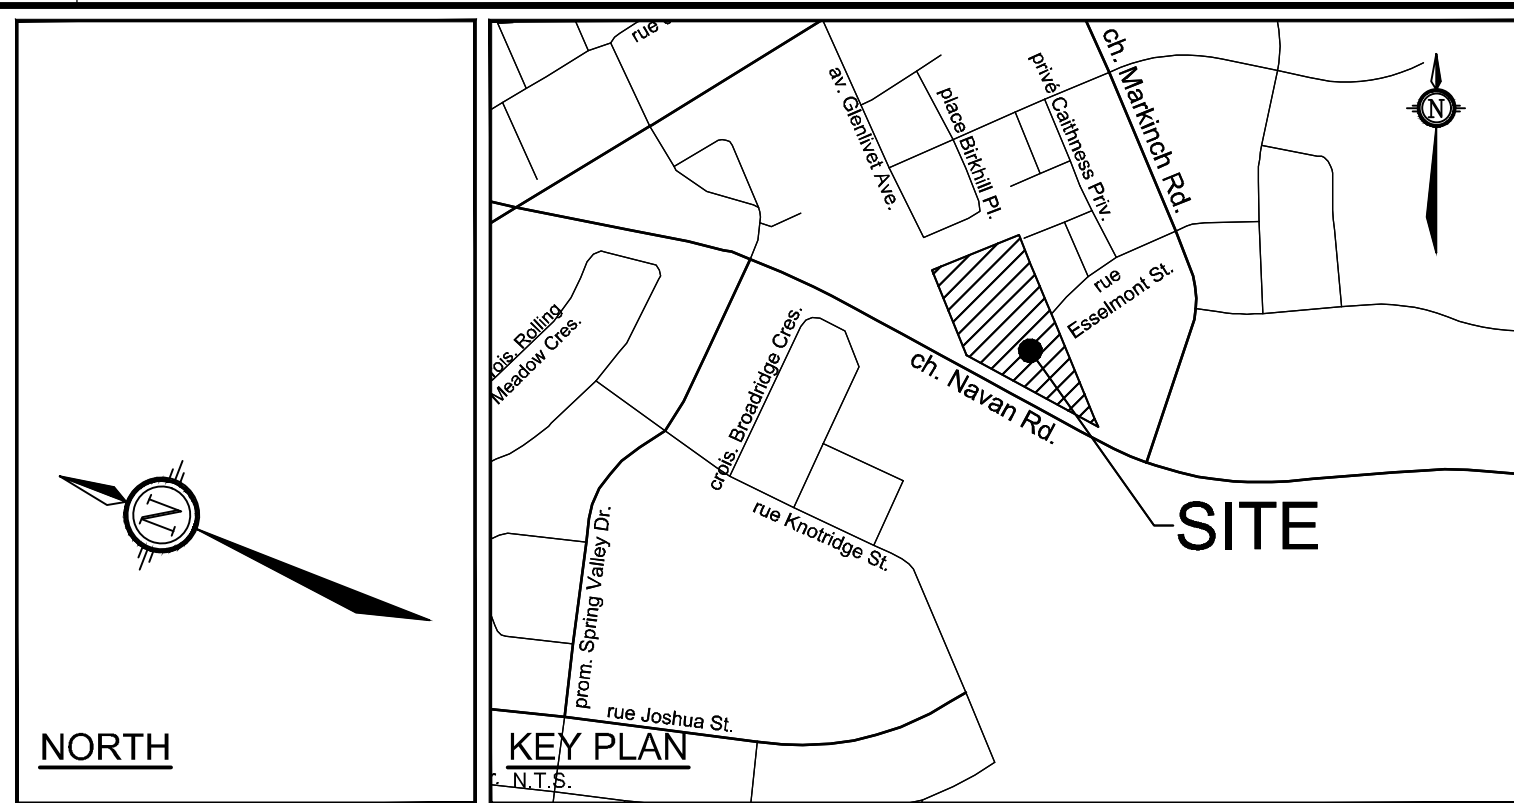 NORTH
N
KEY PLAN
N.T.S.
N
SITE
rue
av. Glenlivet Ave.
place Birkhill Pl.
privé Caithness Priv.
ch. Markinch Rd.
rue
Esselmont St.
ch. Navan Rd.
Rolling
Meadow Cres.
crois. Broadridge Cres.
rue Knotridge St.
prom. Spring Valley Dr.
rue Joshua St.